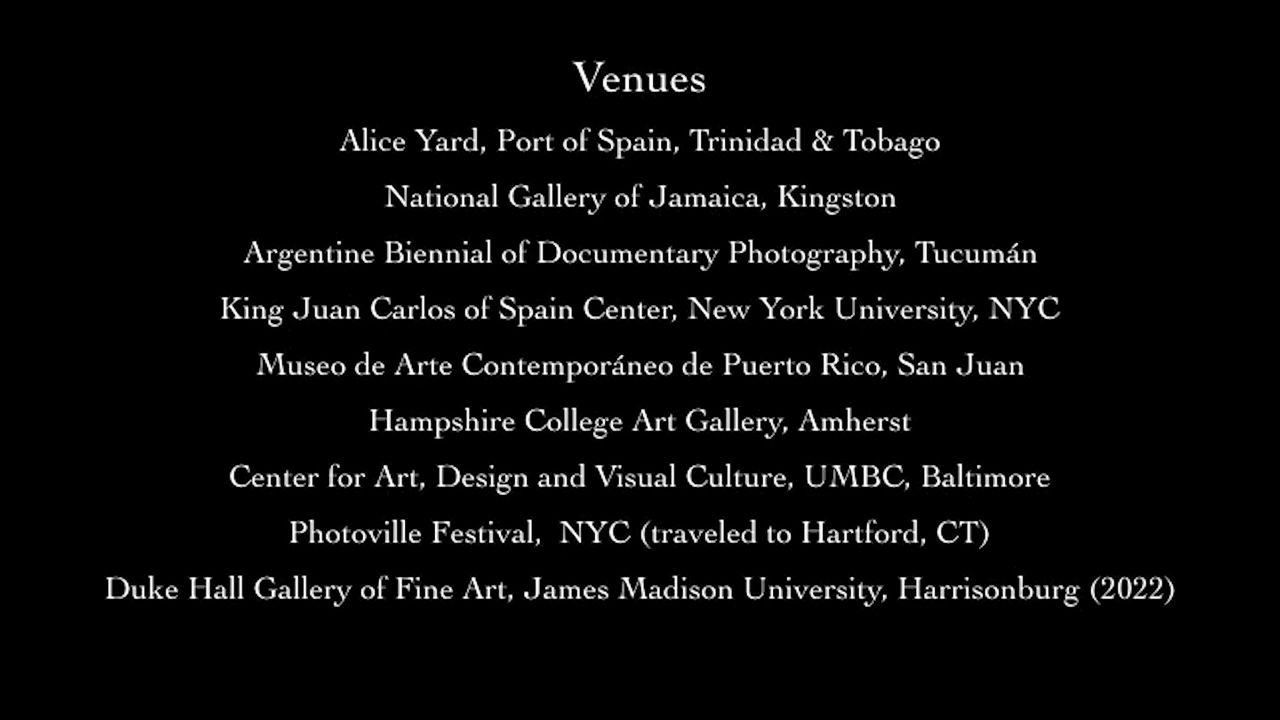 Venues
Alice Yard, Port of Spain, Trinidad & Tobago
National Gallery of Jamaica, Kingston
Argentine Biennial of Documentary Photography, Tucumán
King Juan Carlos of Spain Center, New York University, NYC
Museo de Arte Contemporáneo de Puerto Rico, San Juan
Hampshire College Art Gallery, Amherst
Center for Art, Design and Visual Culture, UMBC, Baltimore
Photoville Festival,  NYC (traveled to Hartford, CT)
Duke Hall Gallery of Fine Art, James Madison University, Harrisonburg (2022)